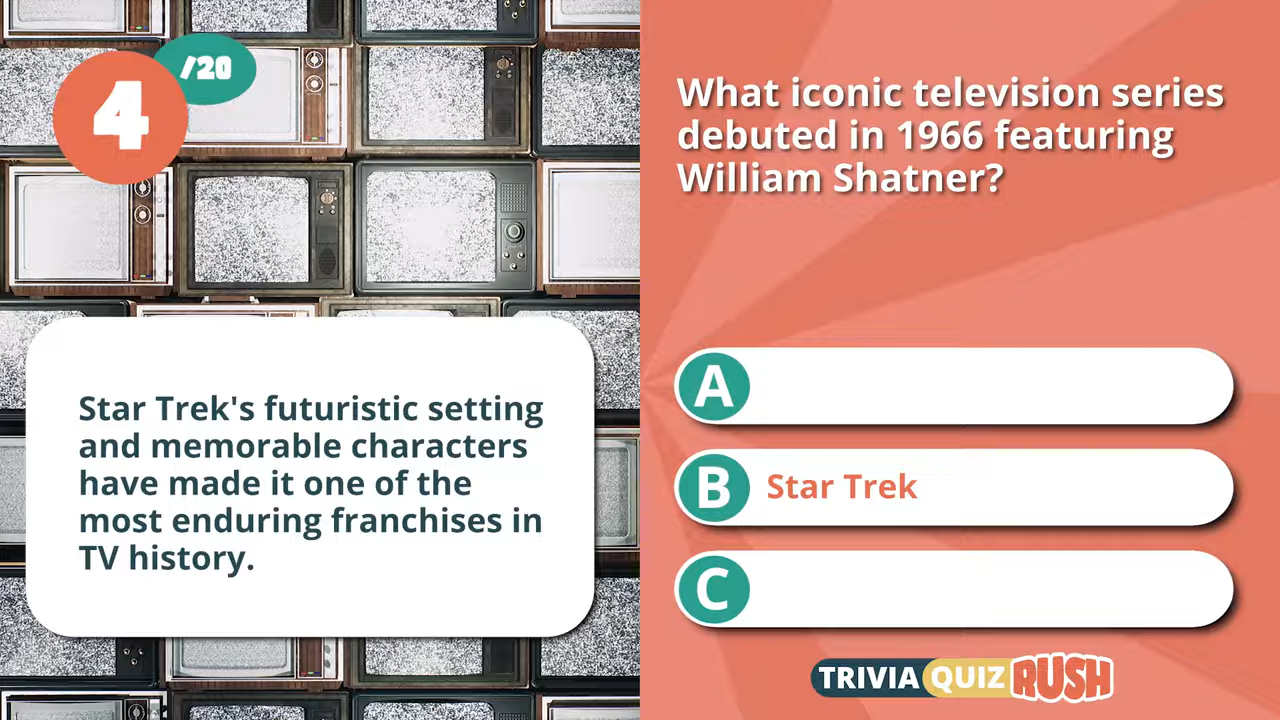 4
/20
Star Trek's futuristic setting
and memorable characters
have made it one of the
most enduring franchises in
TV history.
What iconic television series
debuted in 1966 featuring
William Shatner?
A
B Star Trek
C
TRIVIA QUIZ RUSH